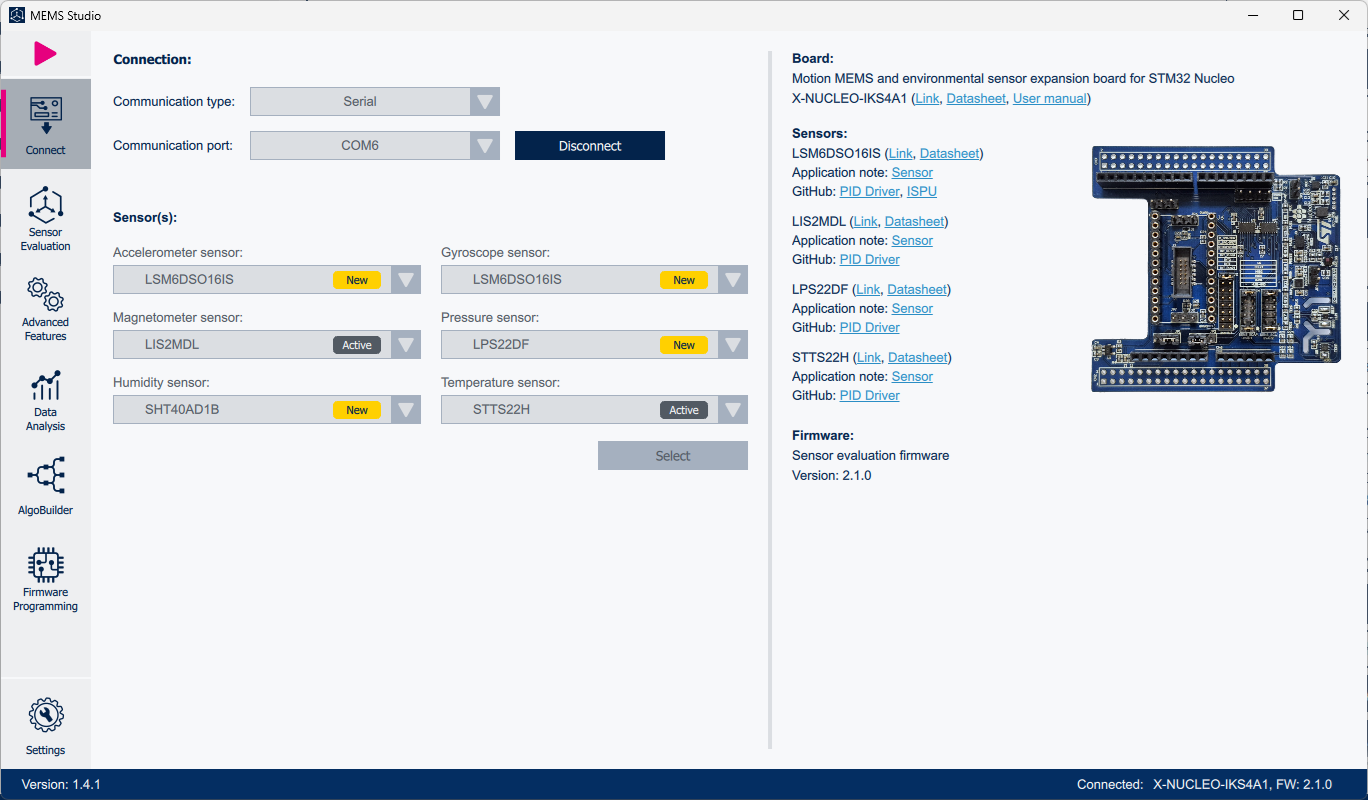 MEMS Studio
Connect
Sensor
Evaluation
Advanced
Features
Data
Analysis
AlgoBuilder
Firmware
Programming
Settings
Connection:
Communication type: Serial
Communication port: COM6 Disconnect
Sensor(s):
Accelerometer sensor: Gyroscope sensor:
LSM6DSO16IS New LSM6DSO16IS New
Magnetometer sensor: Pressure sensor:
LIS2MDL Active LPS22DF New
Humidity sensor: Temperature sensor:
SHT40AD1B New STTS22H Active
Select
Board:
Motion MEMS and environmental sensor expansion board for STM32 Nucleo
X-NUCLEO-IKS4A1 (Link, Datasheet, User manual)
Sensors:
LSM6DSO16IS (Link, Datasheet)
Application note: Sensor
GitHub: PID Driver, ISPU
LIS2MDL (Link, Datasheet)
Application note: Sensor
GitHub: PID Driver
LPS22DF (Link, Datasheet)
Application note: Sensor
GitHub: PID Driver
STTS22H (Link, Datasheet)
Application note: Sensor
GitHub: PID Driver
Firmware:
Sensor evaluation firmware
Version: 2.1.0
Version: 1.4.1
Connected: X-NUCLEO-IKS4A1, FW: 2.1.0